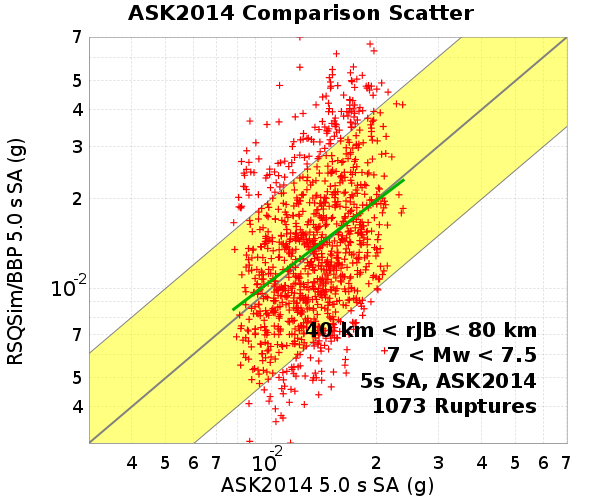 ASK2014 Comparison Scatter
RSQSim/BBP 5.0 s SA (g)
7
5
4
3
2
10-2
7
5
4
40 km < rJB < 80 km
7 < Mw < 7.5
5s SA, ASK2014
1073 Ruptures
4 5 6 7 10-2 2 3 4 5 6 7
ASK2014 5.0 s SA (g)